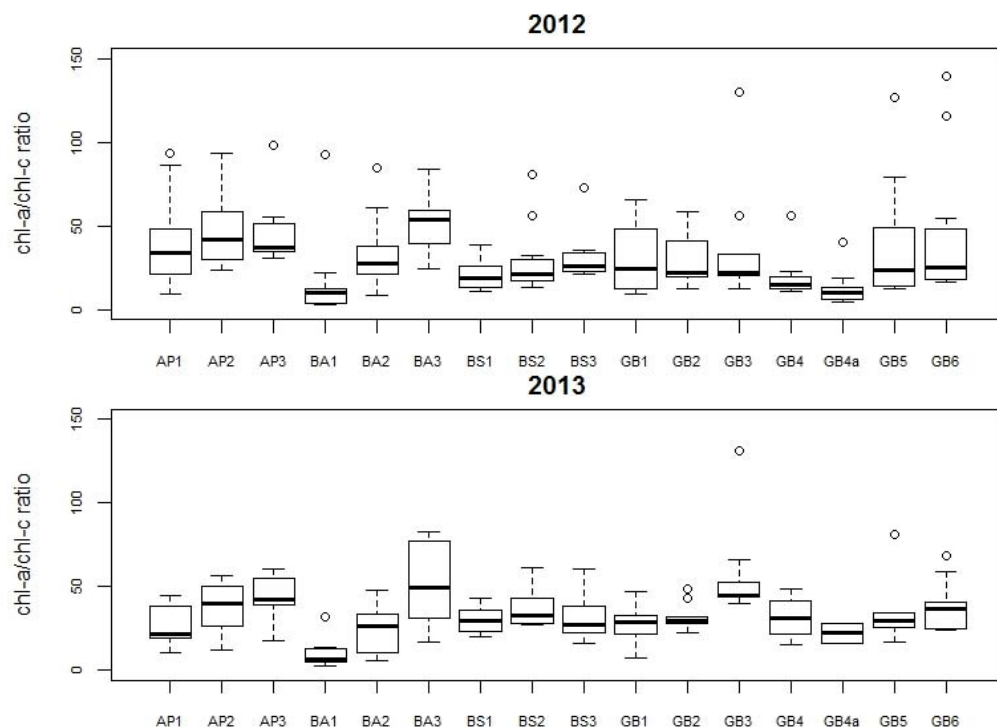 2012
150
100
50
0
chl-a/chl-c ratio
AP1 AP2 AP3 BA1 BA2 BA3 BS1 BS2 BS3 GB1 GB2 GB3 GB4 GB4a GB5 GB6
2013
150
100
50
0
chl-a/chl-c ratio
AP1 AP2 AP3 BA1 BA2 BA3 BS1 BS2 BS3 GB1 GB2 GB3 GB4 GB4a GB5 GB6